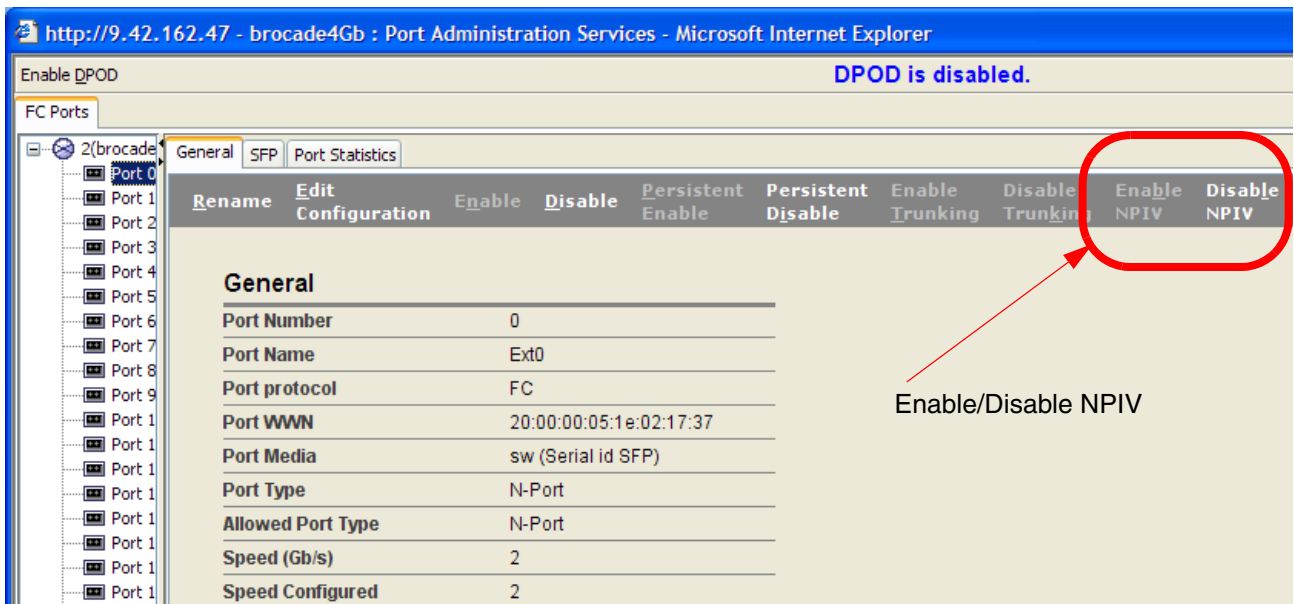 http://9.42.162.47 - brocade4Gb : Port Administration Services - Microsoft Internet Explorer
Enable DPOD
DPOD is disabled.
FC Ports
2(brocade
Port 0
Port 1
Port 2
Port 3
Port 4
Port 5
Port 6
Port 7
Port 8
Port 9
Port 1
Port 1
Port 1
Port 1
Port 1
Port 1
Port 1
Port 1
General SFP Port Statistics
Rename Edit Configuration Enable Disable Persistent Enable Persistent Disable Enable Trunking Disable Trunking Enable NPIV Disable NPIV
General
Port Number 0
Port Name Ext0
Port protocol FC
Port WWN 20:00:00:05:1e:02:17:37
Port Media sw (Serial id SFP)
Port Type N-Port
Allowed Port Type N-Port
Speed (Gb/s) 2
Speed Configured 2
Enable/Disable NPIV